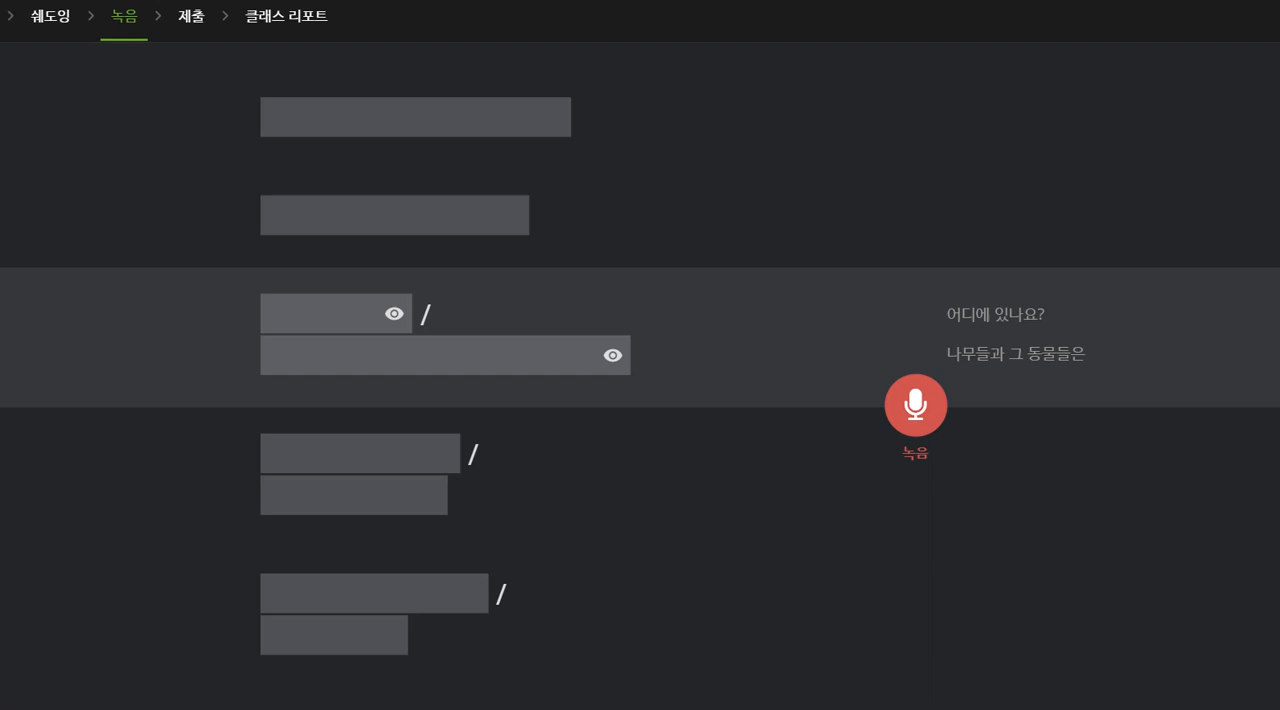 쉐도잉 녹음 제출 클래스 리포트
/ 어디에 있나요?
나무들과 그 동물들은
/ 녹음
/